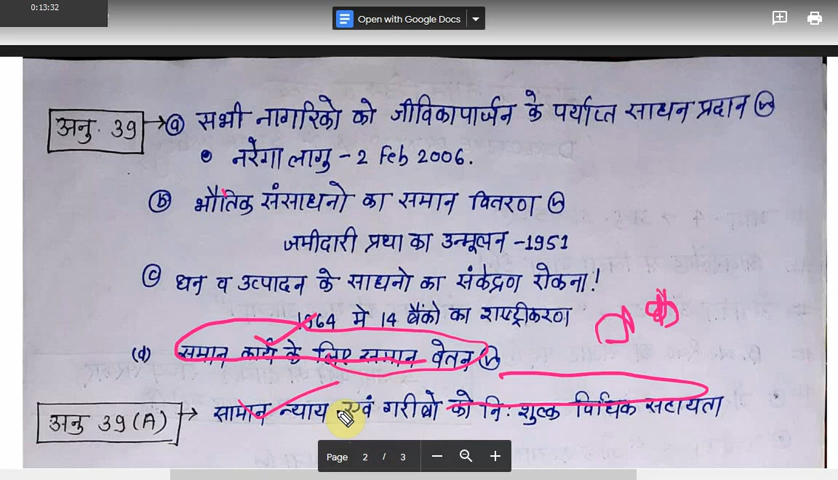 0:13:32
Open with Google Docs
अनु. 39 → ⓐ सभी नागरिको को जीविकापार्जन के पर्याप्त साधन प्रदान
• नरेगा लागु - 2 Feb 2006.
ⓑ भौतिक संसाधनो का समान वितरण
जमीदारी प्रथा का उन्मूलन - 1951
ⓒ धन व उत्पादन के साधनो का संकेद्रण रोकना!
1964 मे 14 बैंको का राष्ट्रीकरण
(d) समान कार्य के लिए समान वेतन
अनु 39 (A) → सामान न्याय एवं गरीबो को नि: शुल्क विधिक सहायता
Page 2 / 3